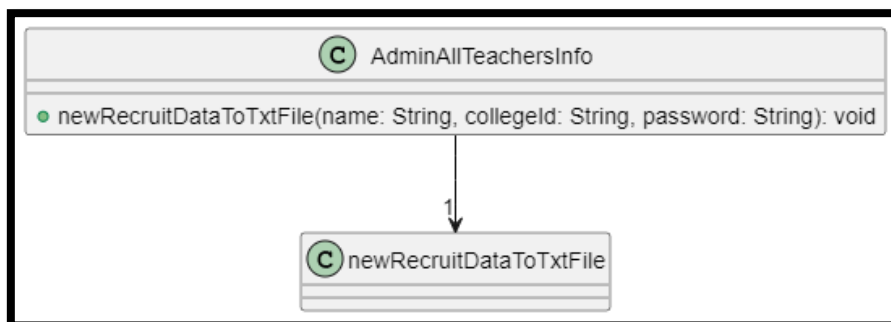 C AdminAllTeachersInfo
newRecruitDataToTxtFile(name: String, collegeId: String, password: String): void
1
C newRecruitDataToTxtFile